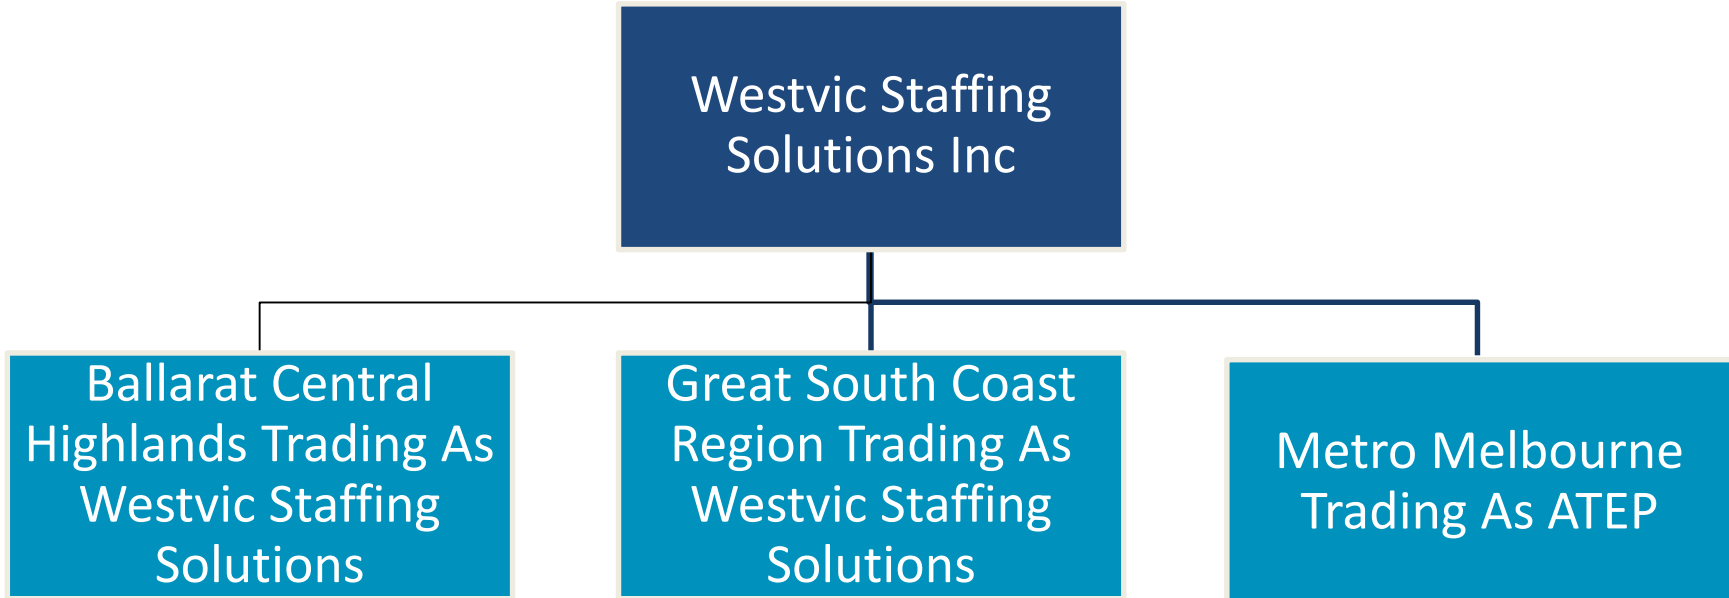 Westvic Staffing
Solutions Inc
Ballarat Central
Highlands Trading As
Westvic Staffing
Solutions
Great South Coast
Region Trading As
Westvic Staffing
Solutions
Metro Melbourne
Trading As ATEP